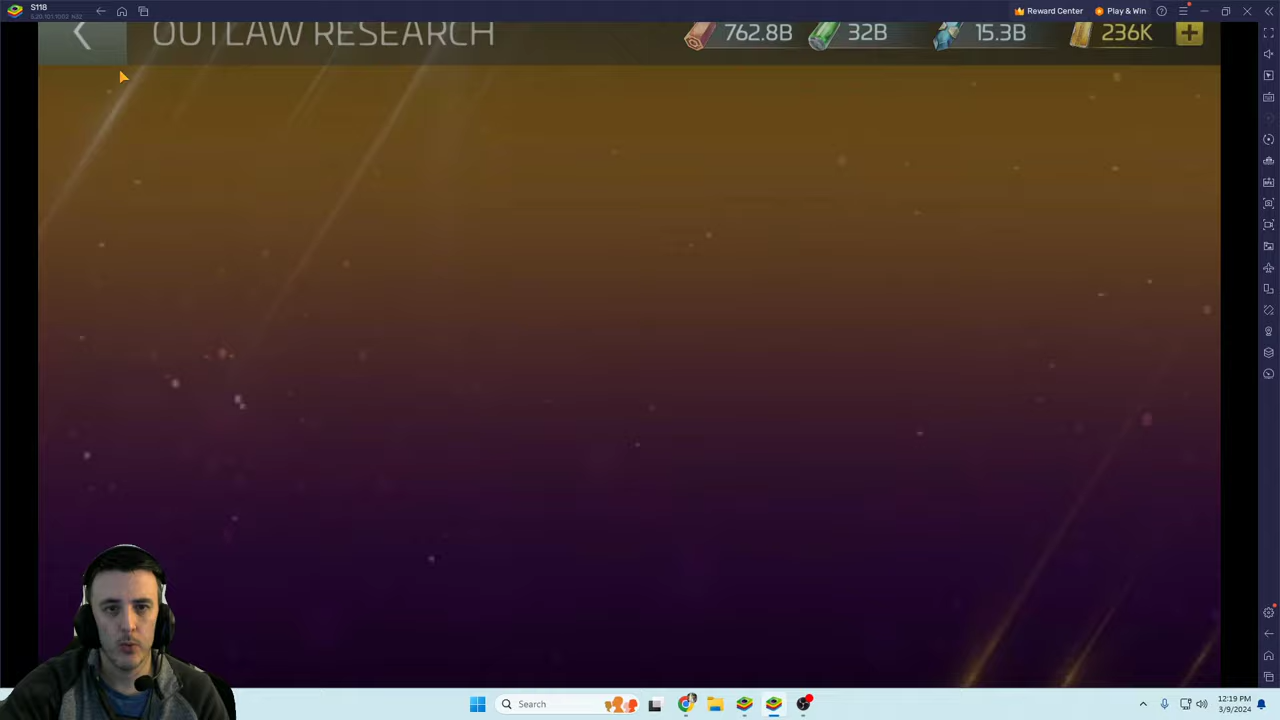 S118
Reward Center
Play & Win
OUTLAW RESEARCH
762.8B
32B
15.3B
236K
Search
12:19 PM
3/9/2024